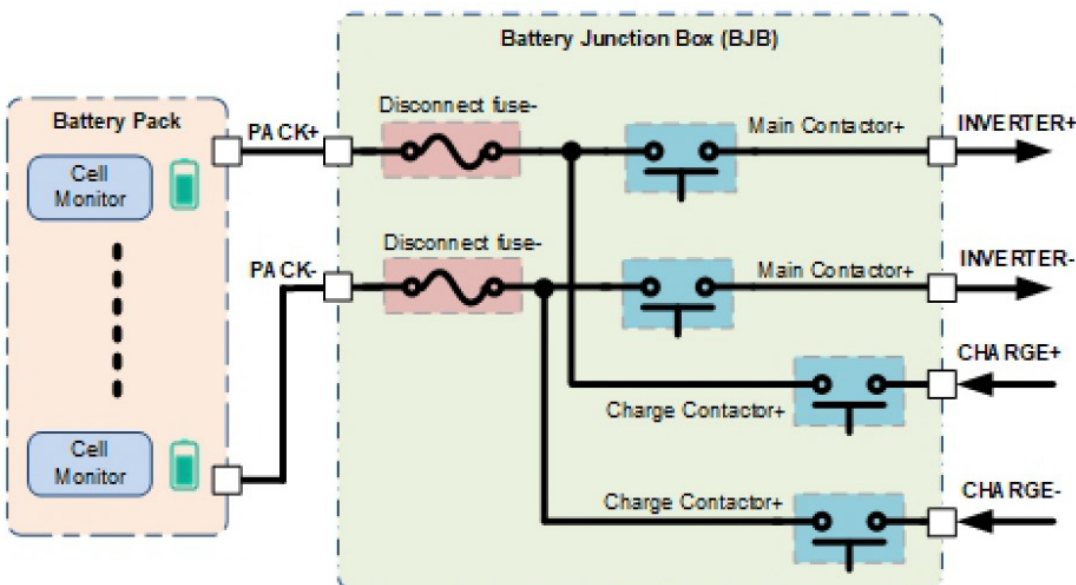 Battery Junction Box (BJB)
Battery Pack
Cell
Monitor
Cell
Monitor
PACK+
PACK-
Disconnect fuse-
Disconnect fuse-
Main Contactor+
Main Contactor+
Charge Contactor+
Charge Contactor+
INVERTER+
INVERTER-
CHARGE+
CHARGE-